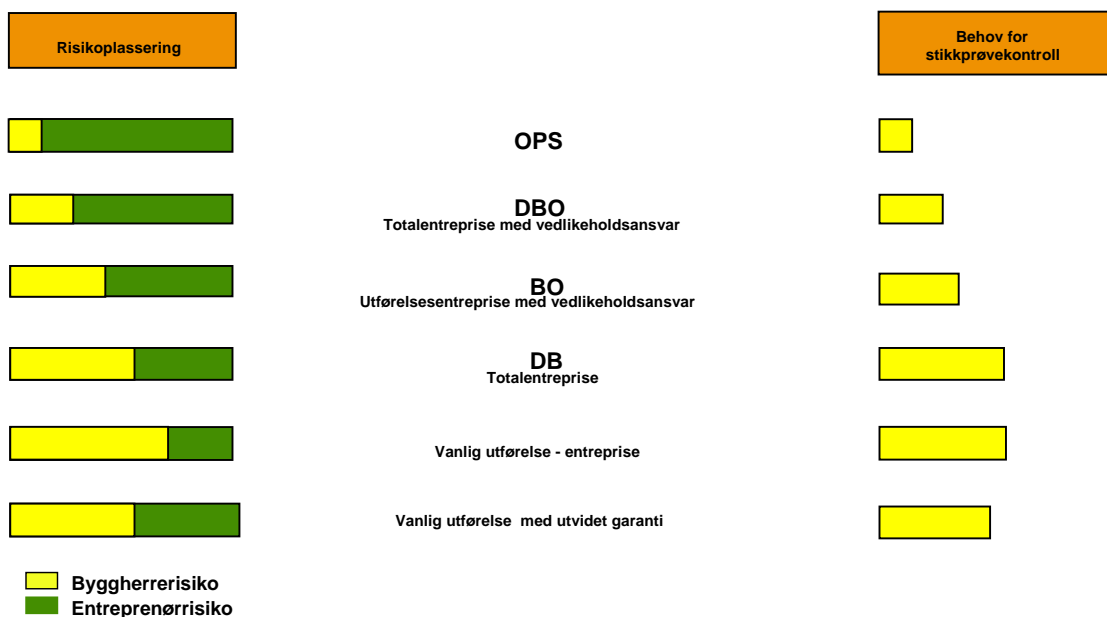 Risikoplassering
Behov for
stikkprøvekontroll
OPS
DBO
Totalentreprise med vedlikeholdsansvar
BO
Utførelsesentreprise med vedlikeholdsansvar
DB
Totalentreprise
Vanlig utførelse - entreprise
Vanlig utførelse med utvidet garanti
Byggherrerisiko
Entreprenørrisiko